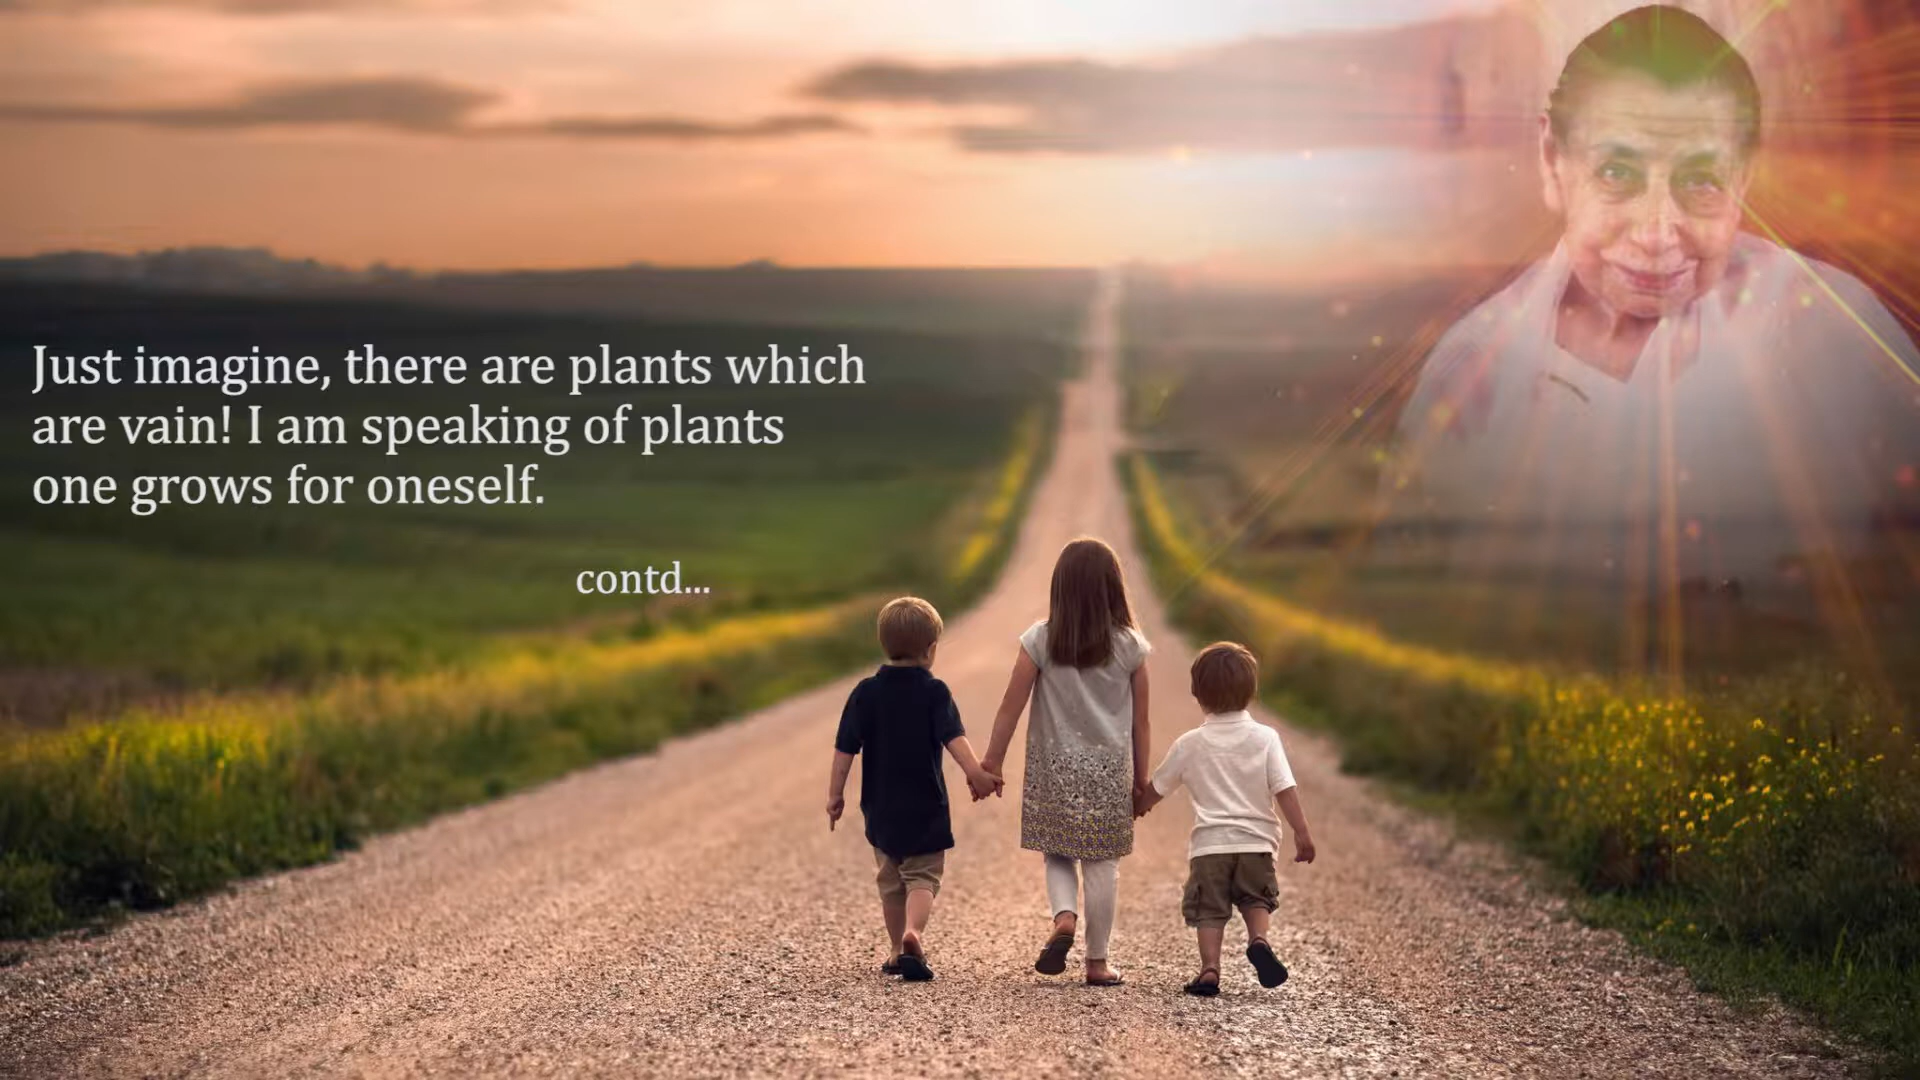 Just imagine, there are plants which
are vain! I am speaking of plants
one grows for oneself.
contd...